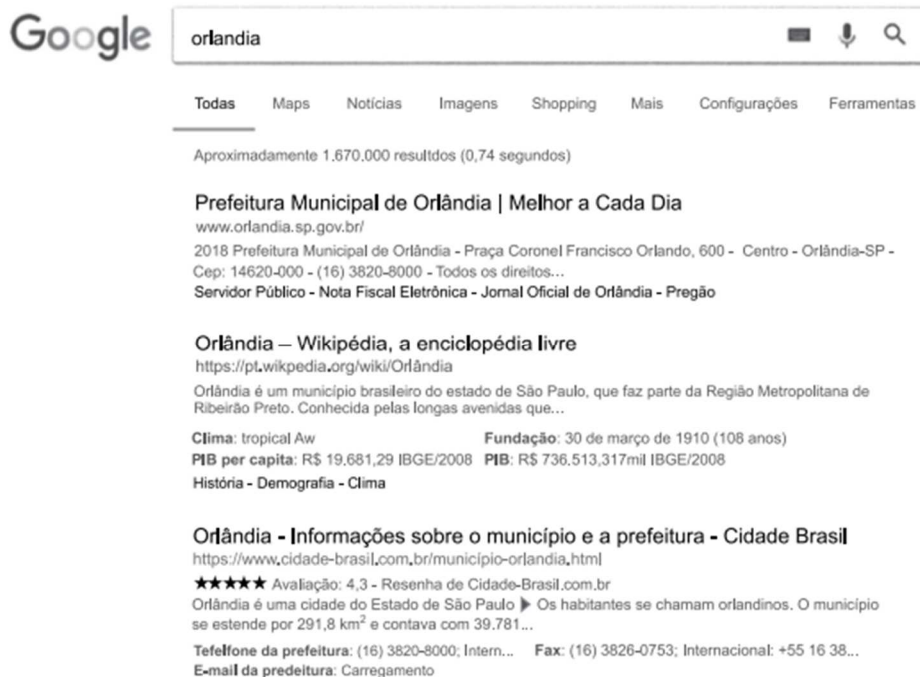 Google
orlandia
Todas Maps Notícias Imagens Shopping Mais Configurações Ferramentas
Aproximadamente 1.670.000 resultdos (0,74 segundos)
Prefeitura Municipal de Orlândia | Melhor a Cada Dia
www.orlandia.sp.gov.br/
2018 Prefeitura Municipal de Orlândia - Praça Coronel Francisco Orlando, 600 - Centro - Orlândia-SP -
Cep: 14620-000 - (16) 3820-8000 - Todos os direitos...
Servidor Público - Nota Fiscal Eletrônica - Jornal Oficial de Orlândia - Pregão
Orlândia – Wikipédia, a enciclopédia livre
https://pt.wikpedia.org/wiki/Orlândia
Orlândia é um município brasileiro do estado de São Paulo, que faz parte da Região Metropolitana de
Ribeirão Preto. Conhecida pelas longas avenidas que...
Clima: tropical Aw Fundação: 30 de março de 1910 (108 anos)
PIB per capita: R$ 19.681,29 IBGE/2008 PIB: R$ 736.513,317mil IBGE/2008
História - Demografia - Clima
Orlândia - Informações sobre o município e a prefeitura - Cidade Brasil
https://www.cidade-brasil.com.br/município-orlandia.html
★★★★★ Avaliação: 4,3 - Resenha de Cidade-Brasil.com.br
Orlândia é uma cidade do Estado de São Paulo ▶ Os habitantes se chamam orlandinos. O município
se estende por 291,8 km² e contava com 39.781...
Tefelfone da prefeitura: (16) 3820-8000; Intern... Fax: (16) 3826-0753; Internacional: +55 16 38...
E-mail da predeitura: Carregamento